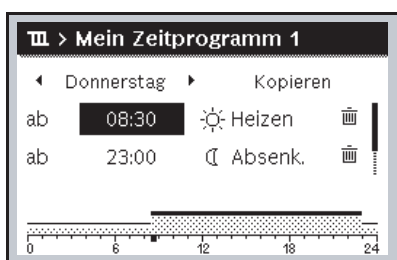 > Mein Zeitprogramm 1
Donnerstag Kopieren
ab 08:30 Heizen
ab 23:00 Absenk.
0 6 12 18 24